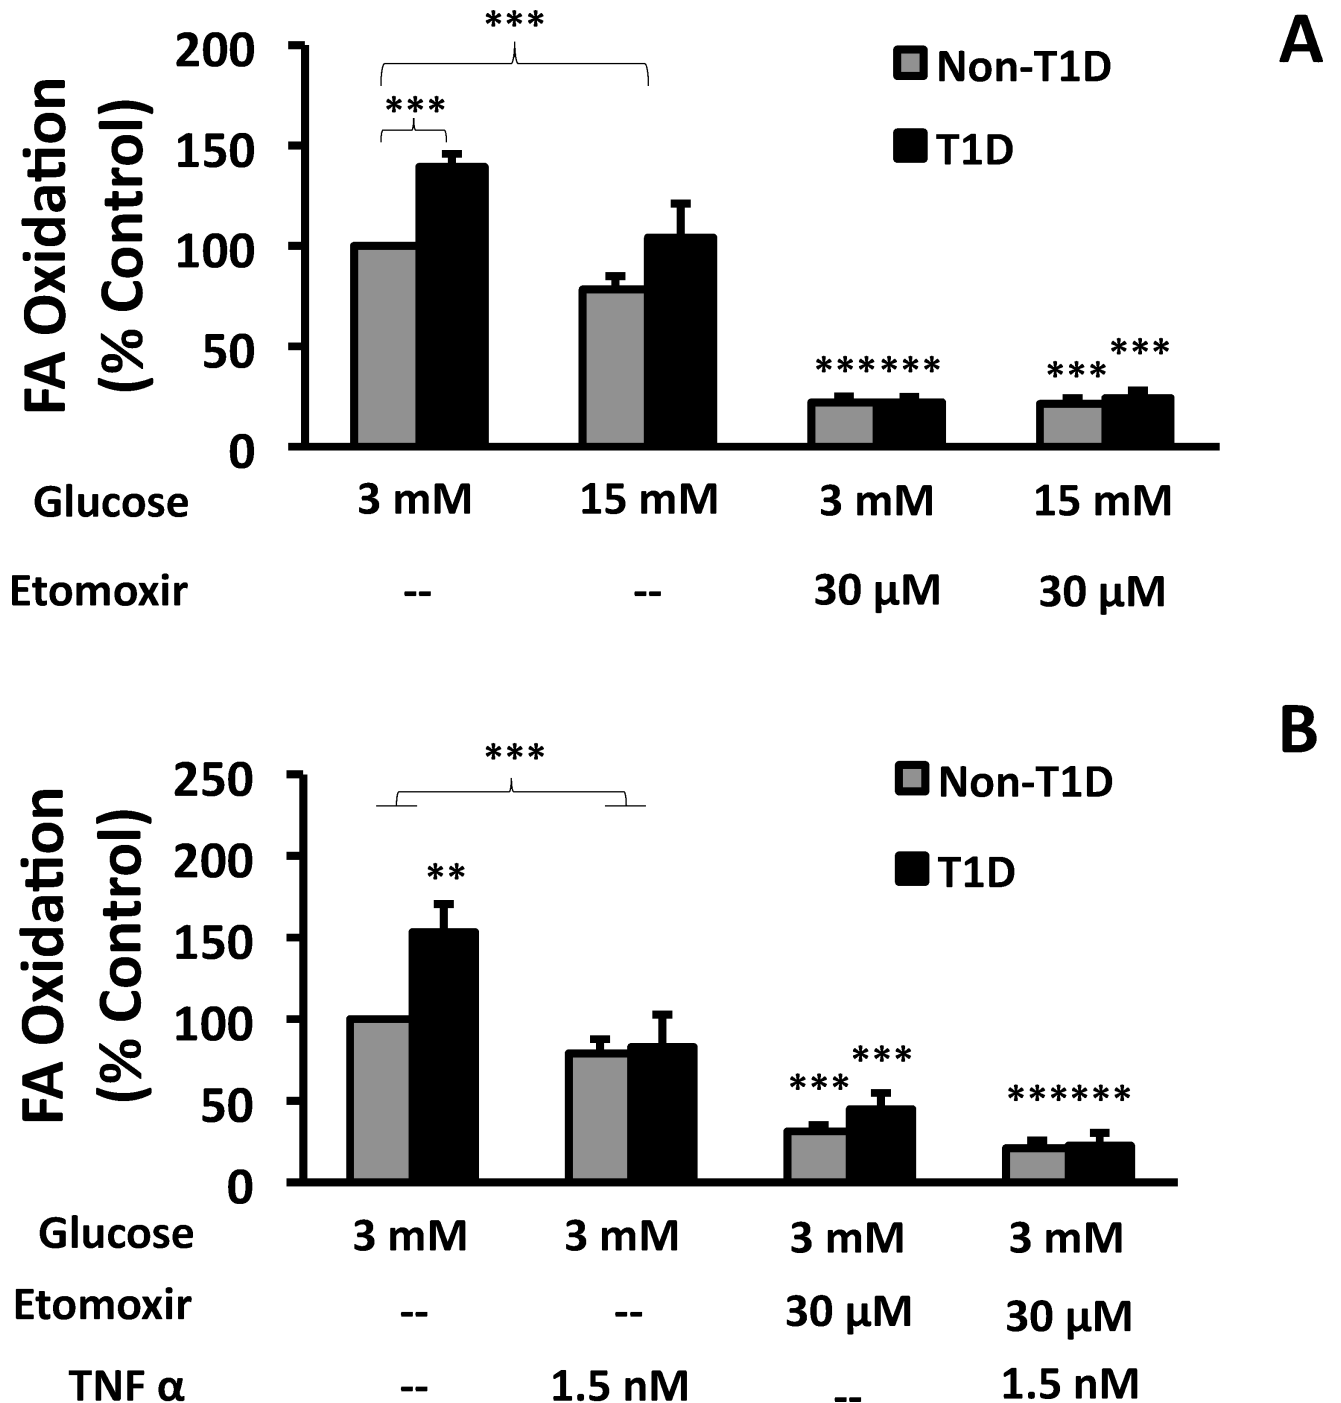 A
***
200
Non-T1D
***
150
T1D
100
50
0
FA Oxidation
(% Control)
******
***
***
Glucose 3 mM 15 mM 3 mM 15 mM
Etomoxir -- -- 30 µM 30 µM
B
***
250
Non-T1D
200
**
T1D
150
100
50
0
FA Oxidation
(% Control)
***
***
******
Glucose 3 mM 3 mM 3 mM 3 mM
Etomoxir -- -- 30 µM 30 µM
TNF α -- 1.5 nM -- 1.5 nM